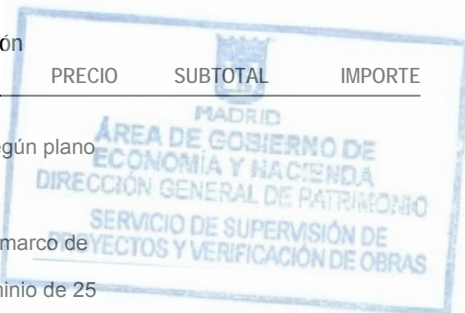 ón
PRECIO SUBTOTAL IMPORTE
MADRID
ÁREA DE GOBIERNO DE
egún plano
ECONOMÍA Y HACIENDA
DIRECCIÓN GENERAL DE PATRIMONIO
SERVICIO DE SUPERVISIÓN DE
marco de
PROYECTOS Y VERIFICACIÓN DE OBRAS
ninio de 25